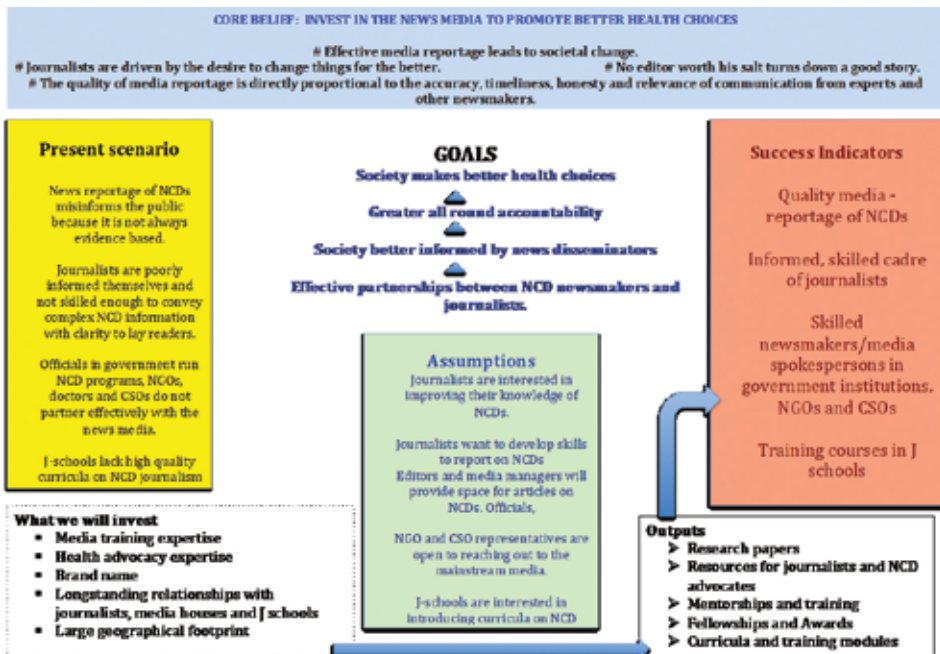 CORE BELIEF: INVEST IN THE NEWS MEDIA TO PROMOTE BETTER HEALTH CHOICES
# Effective media reportage leads to societal change.
# Journalists are driven by the desire to change things for the better. # No editor worth his salt turns down a good story.
# The quality of media reportage is directly proportional to the accuracy, timeliness, honesty and relevance of communication from experts and
other newsmakers.
Present scenario
News reportage of NCDs
misinforms the public
because it is not always
evidence based.
Journalists are poorly
informed themselves and
not skilled enough to convey
complex NCD information
with clarity to lay readers.
Officials in government run
NCD programs, NGOs,
doctors and CSOs do not
partner effectively with the
news media.
J-schools lack high quality
curricula on NCD journalism
GOALS
Society makes better health choices
Greater all round accountability
Society better informed by news disseminators
Effective partnerships between NCD newsmakers and
journalists.
Assumptions
Journalists are interested in
improving their knowledge of
NCDs.
Journalists want to develop skills
to report on NCDs
Editors and media managers will
provide space for articles on
NCDs. Officials,
NGO and CSO representatives are
open to reaching out to the
mainstream media.
J-schools are interested in
introducing curricula on NCD
Success Indicators
Quality media -
reportage of NCDs
Informed, skilled cadre
of journalists
Skilled
newsmakers/media
spokespersons in
government institutions.
NGOs and CSOs
Training courses in J
schools
What we will invest
▪ Media training expertise
▪ Health advocacy expertise
▪ Brand name
▪ Longstanding relationships with
journalists, media houses and J schools
▪ Large geographical footprint
Outputs
➤ Research papers
➤ Resources for journalists and NCD
advocates
➤ Mentorships and training
➤ Fellowships and Awards
➤ Curricula and training modules